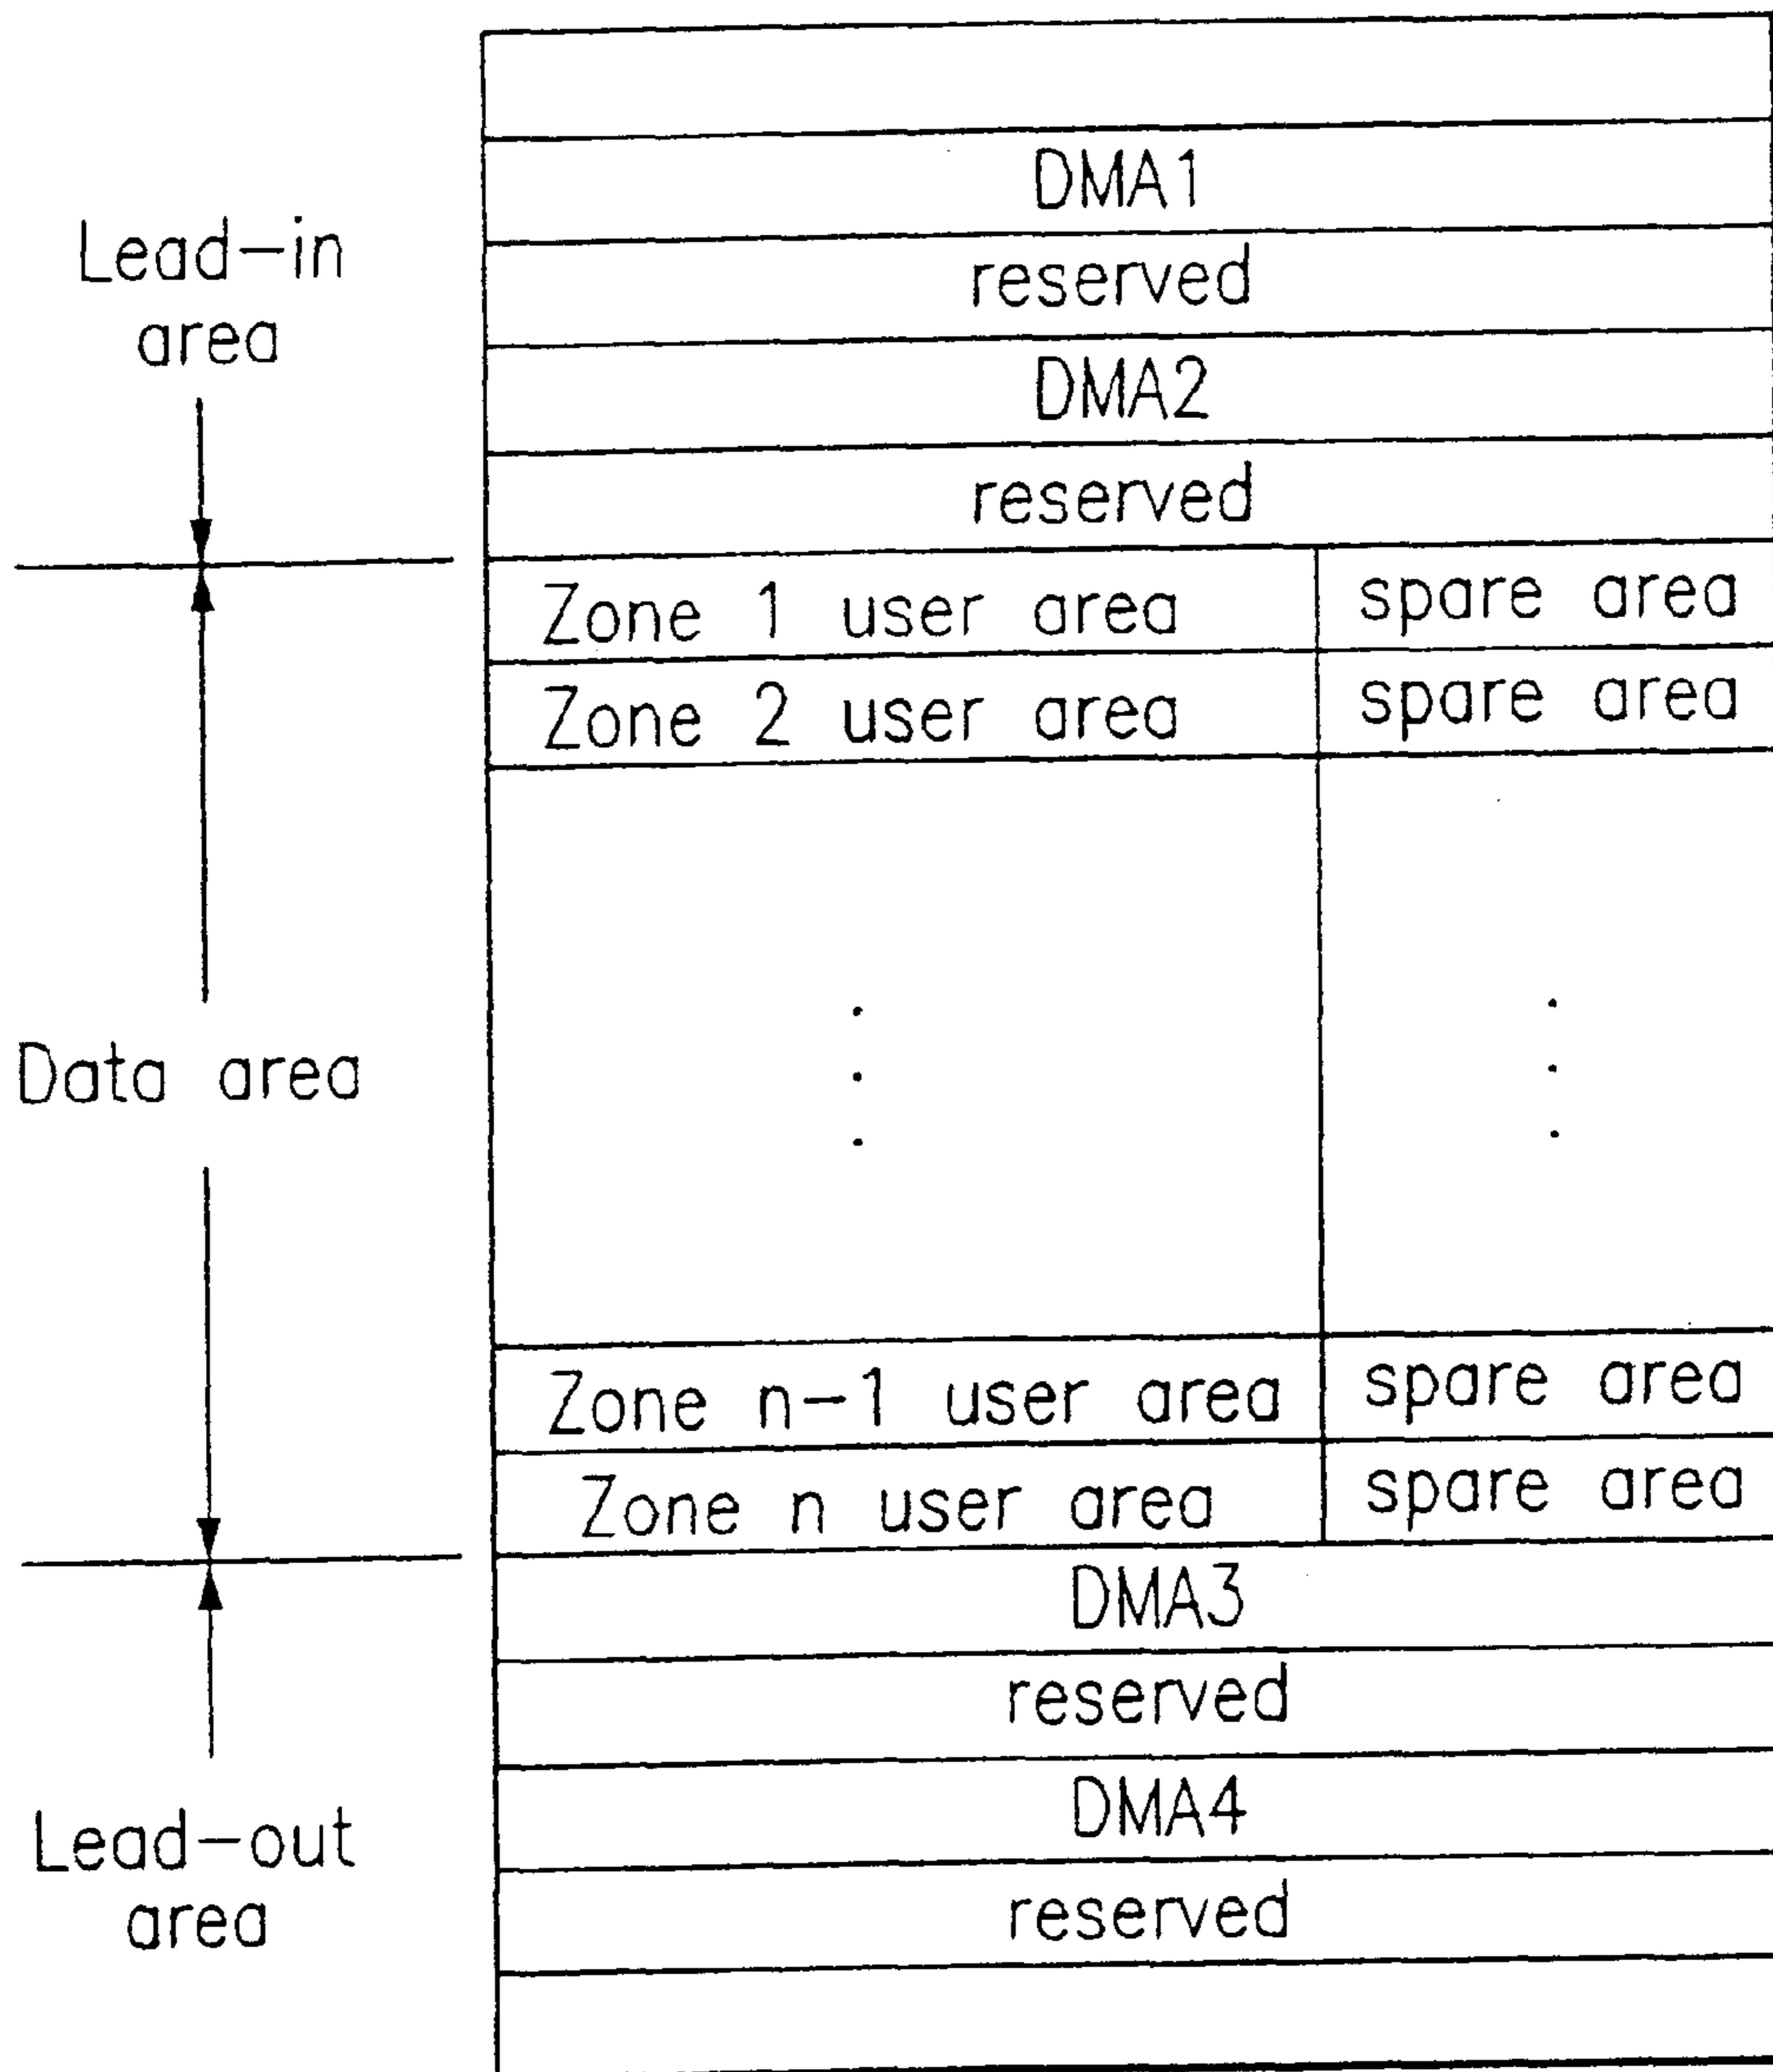 DMA1
reserved
Lead-in
area
DMA2
reserved
Zone 1 user area
spare area
Zone 2 user area
spare area
Data area
Zone n-1 user area
spare area
Zone n user area
spare area
DMA3
reserved
DMA4
Lead-out
area
reserved